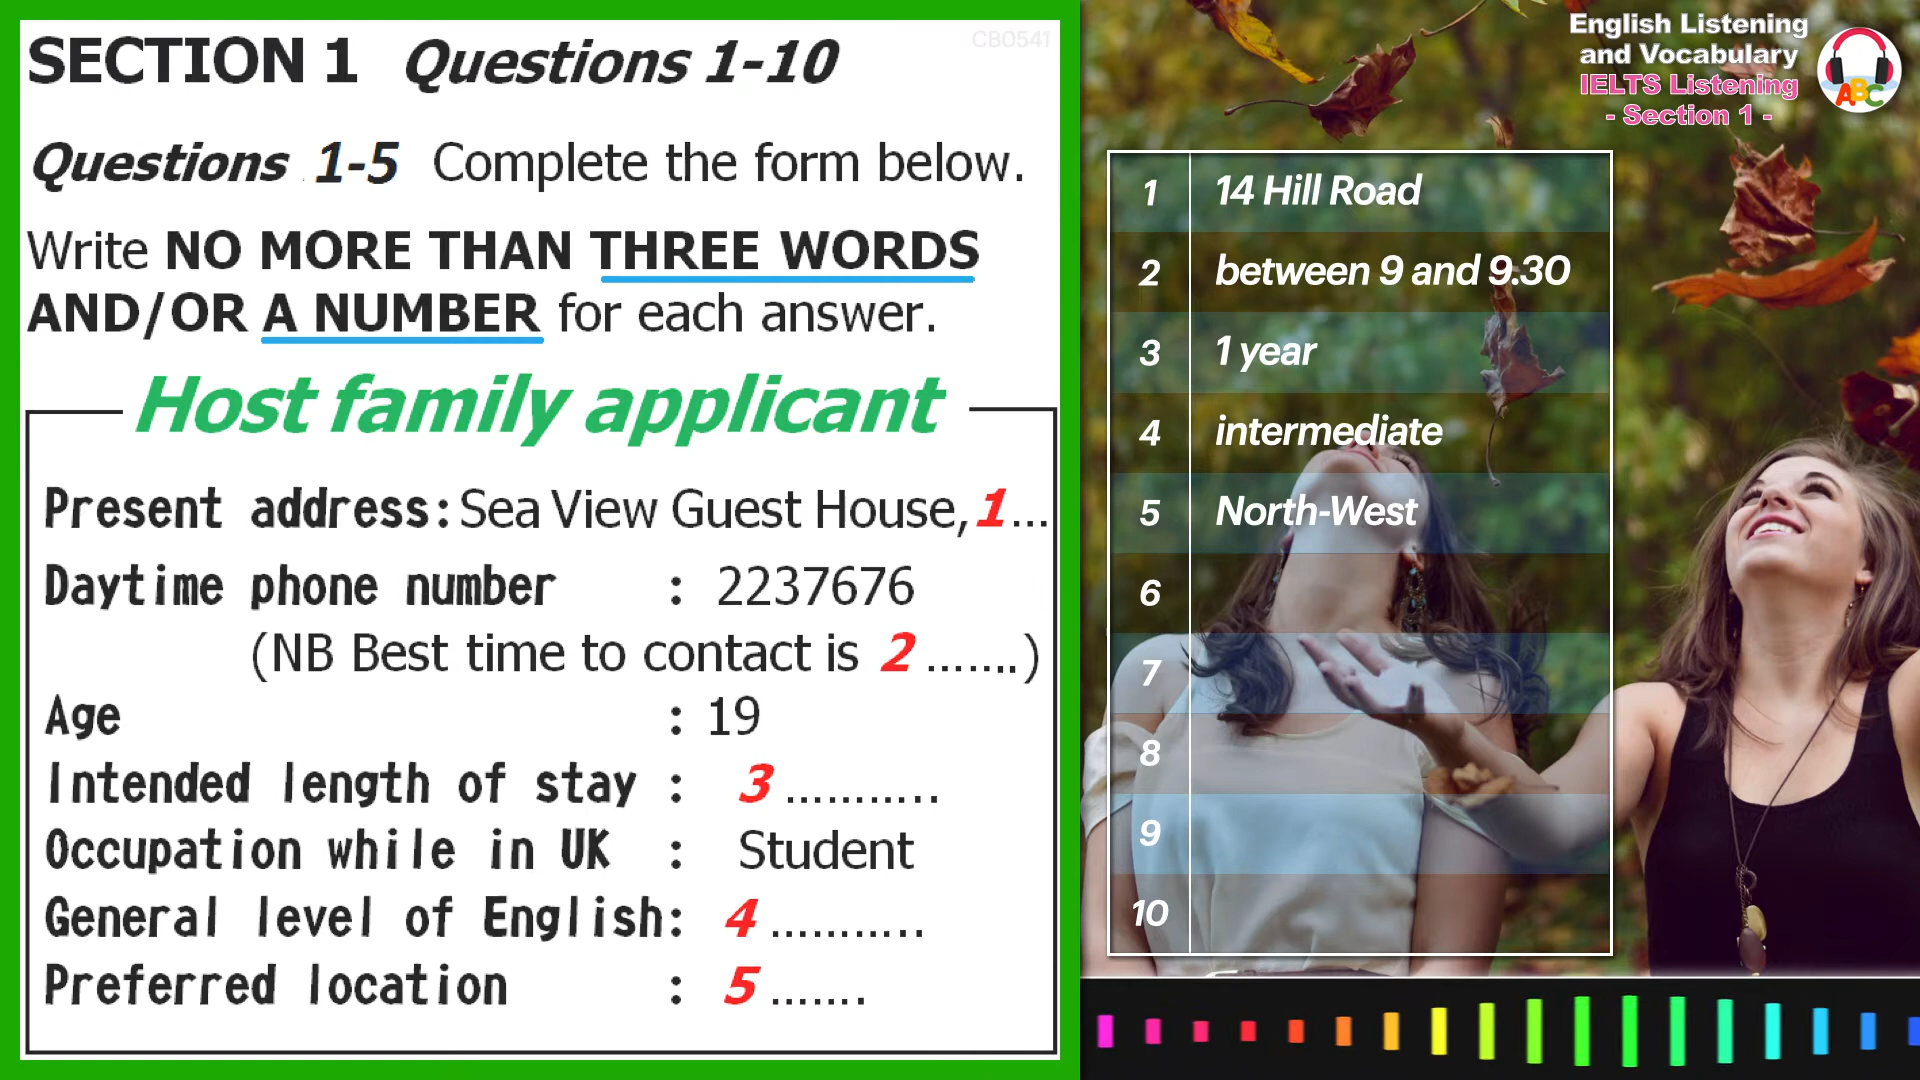 SECTION 1 Questions 1-10
CB0541
Questions 1-5 Complete the form below.
Write NO MORE THAN THREE WORDS
AND/OR A NUMBER for each answer.
Host family applicant
Present address: Sea View Guest House, 1...
Daytime phone number : 2237676
(NB Best time to contact is 2 .......)
Age : 19
Intended length of stay : 3 ...........
Occupation while in UK : Student
General level of English: 4 ...........
Preferred location : 5 .......
English Listening
and Vocabulary
IELTS Listening
- Section 1 -
ABC
1 14 Hill Road
2 between 9 and 9.30
3 1 year
4 intermediate
5 North-West
6
7
8
9
10